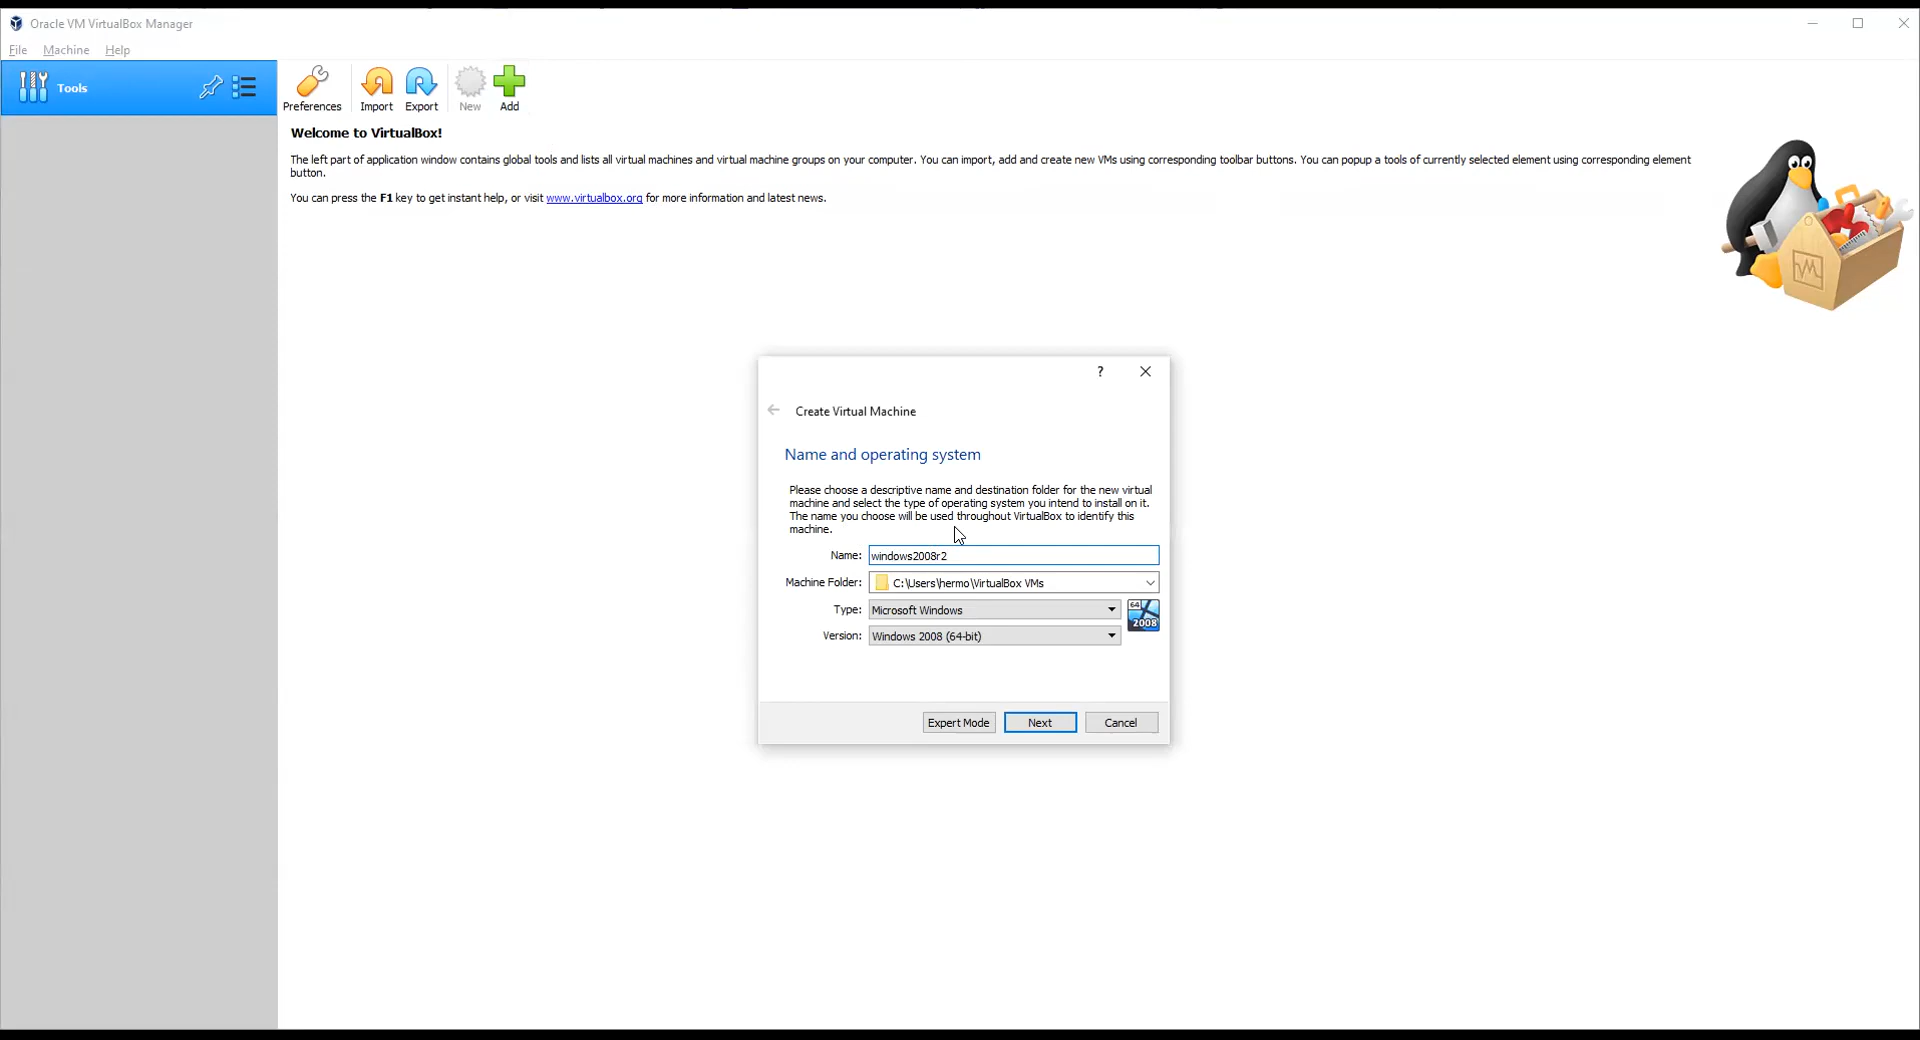 Oracle VM VirtualBox Manager
File Machine Help
Tools
Preferences Import Export New Add
Welcome to VirtualBox!
The left part of application window contains global tools and lists all virtual machines and virtual machine groups on your computer. You can import, add and create new VMs using corresponding toolbar buttons. You can popup a tools of currently selected element using corresponding element
button.
You can press the F1 key to get instant help, or visit www.virtualbox.org for more information and latest news.
?
Create Virtual Machine
Name and operating system
Please choose a descriptive name and destination folder for the new virtual
machine and select the type of operating system you intend to install on it.
The name you choose will be used throughout VirtualBox to identify this
machine.
Name: windows2008r2
Machine Folder: C:\Users\hermo\VirtualBox VMs
Type: Microsoft Windows
64
2008
Version: Windows 2008 (64-bit)
Expert Mode Next Cancel